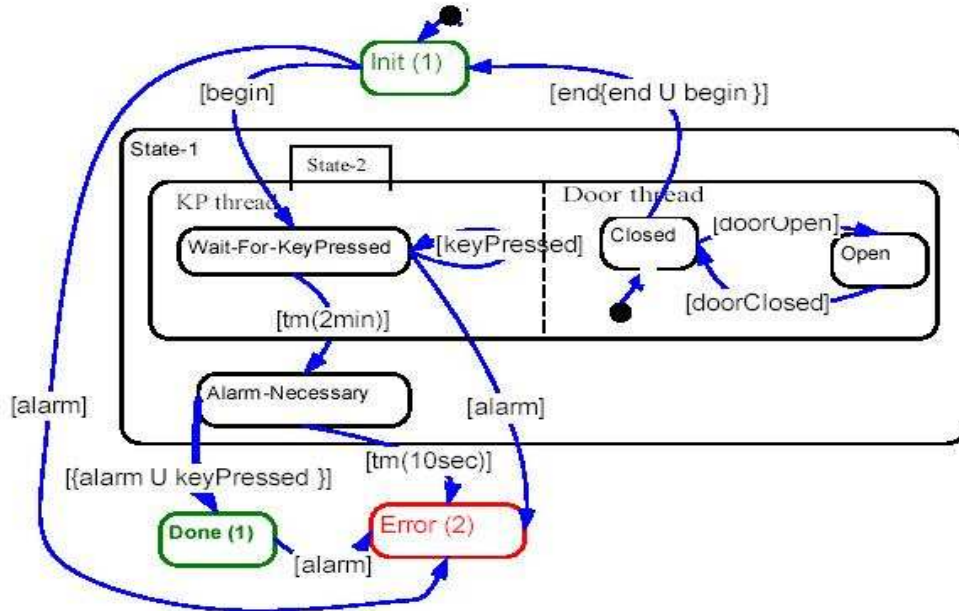 Init (1)
[begin]
[end{end U begin }]
State-1
State-2
KP thread
Door thread
Wait-For-KeyPressed
[keyPressed]
Closed
[doorOpen]
Open
[doorClosed]
[tm(2min)]
Alarm-Necessary
[alarm]
[alarm]
[tm(10sec)]
[{alarm U keyPressed }]
Done (1)
Error (2)
[alarm]